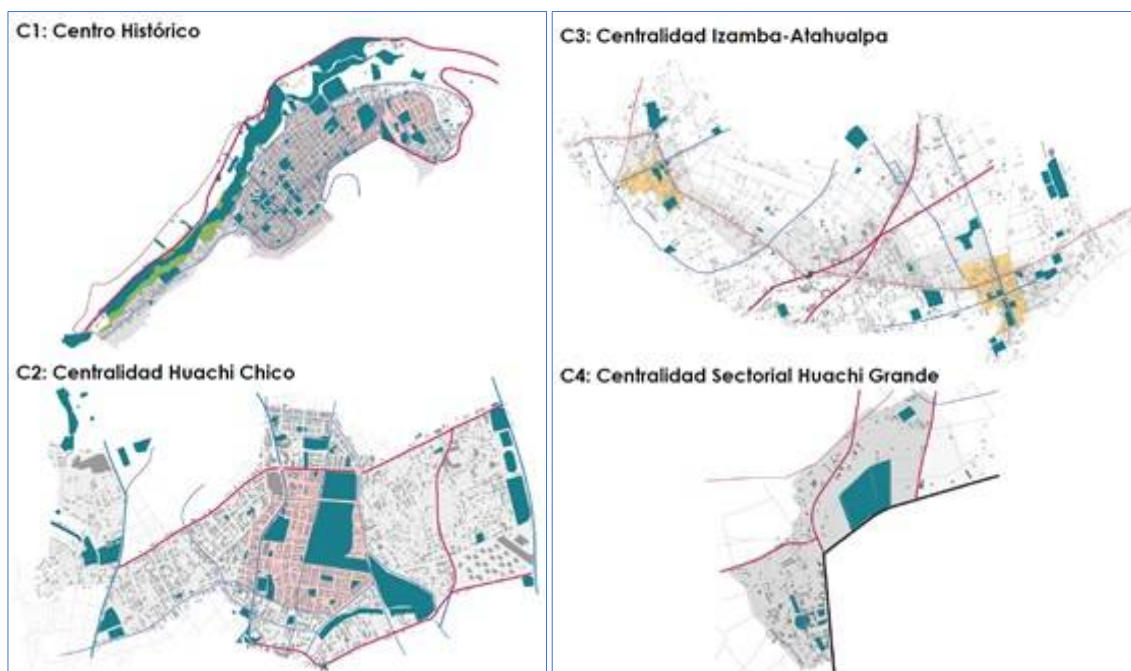 C1: Centro Histórico
C2: Centralidad Huachi Chico
C3: Centralidad Izamba-Atahualpa
C4: Centralidad Sectorial Huachi Grande